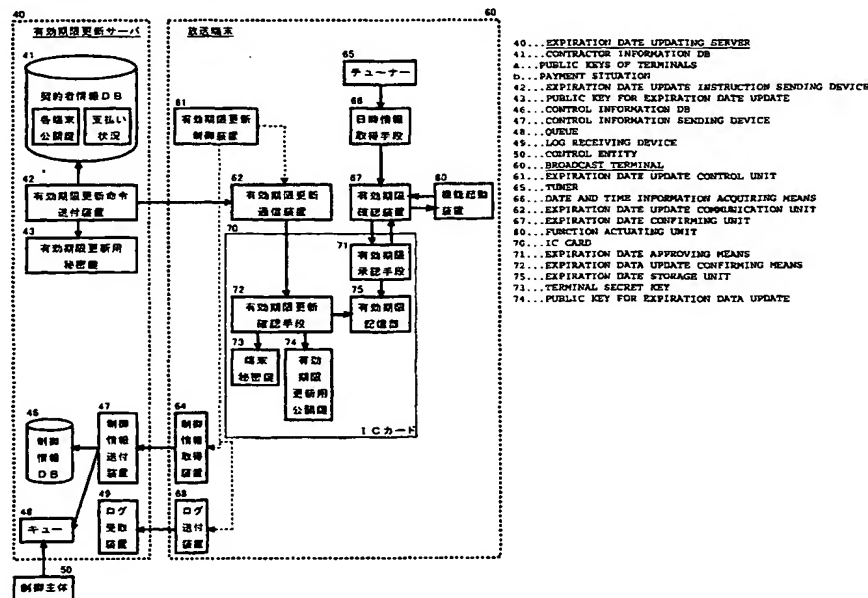 40
有効期限更新サーバ
41
契約者情報DB
各端末
公開鍵
支払い
状況
42
有効期限更新命令
送付装置
43
有効期限更新用
秘密鍵
46
制御
情報
DB
47
制御
情報
送付
装置
48
キュー
49
ログ
受取
装置
50
制御主体
60
放送端末
61
有効期限更新
制御装置
62
有効期限更新
通信装置
65
チューナー
66
日時情報
取得手段
67
有効期限
確認装置
80
機能起動
装置
70
71
有効期限
承認手段
72
有効期限更新
確認手段
75
有効期限
記憶部
73
端末
秘密鍵
74
有効
期限
更新用
公開鍵
ICカード
64
制御
情報
取得
装置
68
ログ
送付
装置
40...EXPIRATION DATE UPDATING SERVER
41...CONTRACTOR INFORMATION DB
a...PUBLIC KEYS OF TERMINALS
b...PAYMENT SITUATION
42...EXPIRATION DATE UPDATE INSTRUCTION SENDING DEVICE
43...PUBLIC KEY FOR EXPIRATION DATE UPDATE
46...CONTROL INFORMATION DB
47...CONTROL INFORMATION SENDING DEVICE
48...QUEUE
49...LOG RECEIVING DEVICE
50...CONTROL ENTITY
60...BROADCAST TERMINAL
61...EXPIRATION DATE UPDATE CONTROL UNIT
65...TUNER
66...DATE AND TIME INFORMATION ACQUIRING MEANS
62...EXPIRATION DATE UPDATE COMMUNICATION UNIT
67...EXPIRATION DATE CONFIRMING UNIT
80...FUNCTION ACTUATING UNIT
70...IC CARD
71...EXPIRATION DATE APPROVING MEANS
72...EXPIRATION DATA UPDATE CONFIRMING MEANS
75...EXPIRATION DATE STORAGE UNIT
73...TERMINAL SECRET KEY
74...PUBLIC KEY FOR EXPIRATION DATA UPDATE